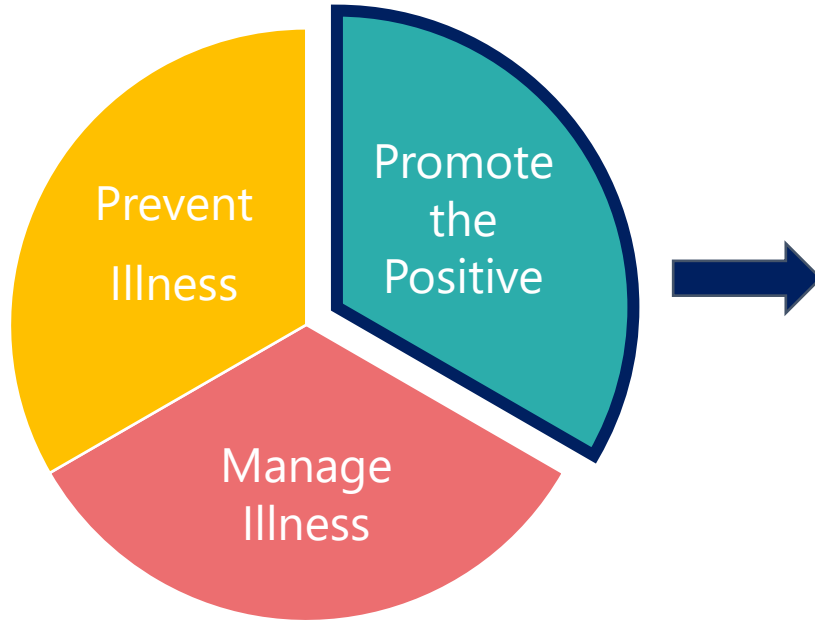 Prevent
Illness
Promote
the
Positive
Manage
Illness